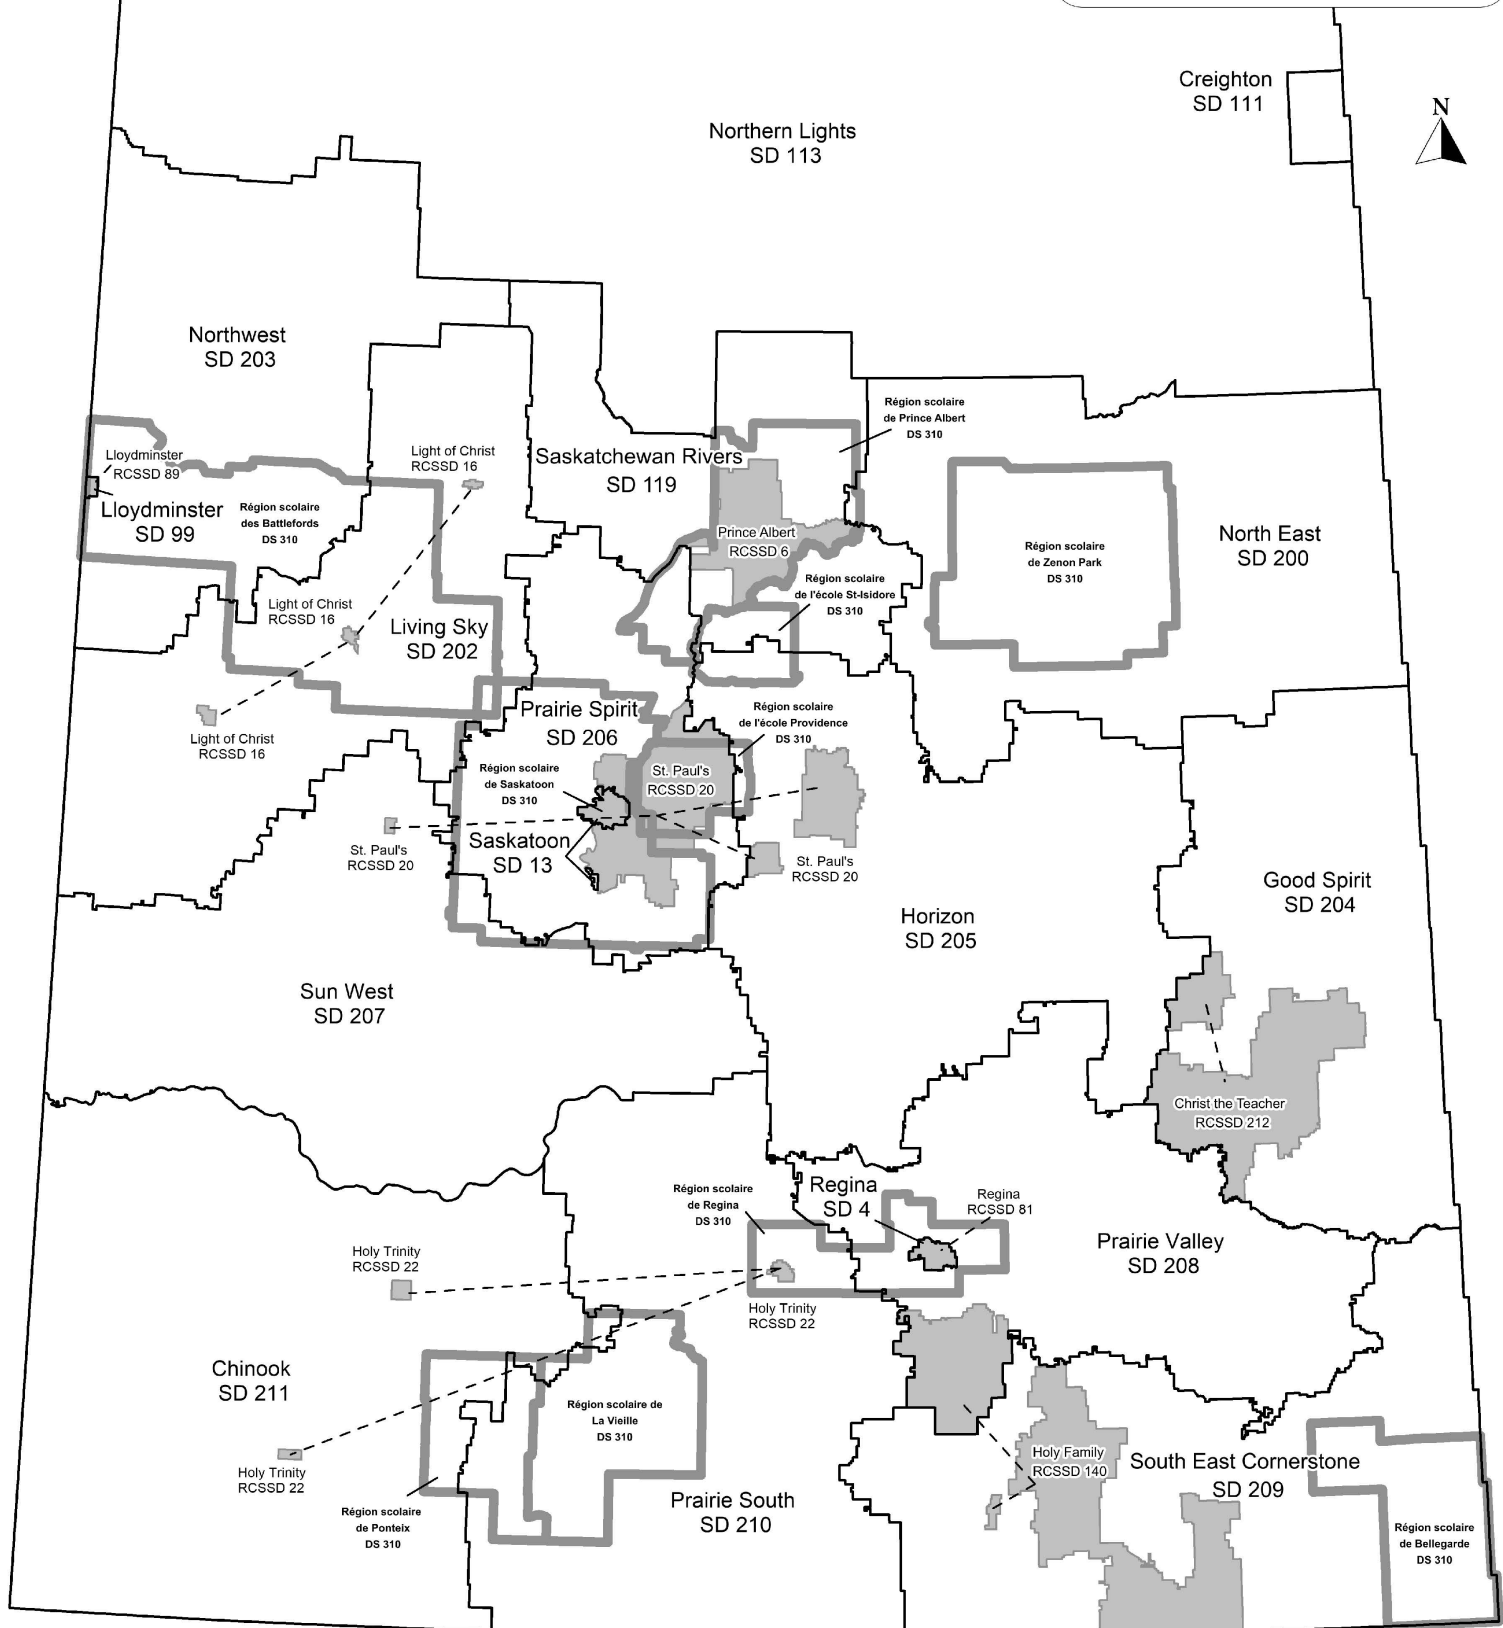 Creighton
SD 111
N
Northern Lights
SD 113
Northwest
SD 203
Région scolaire
de Prince Albert
DS 310
Light of Christ
RCSSD 16
Saskatchewan Rivers
SD 119
Lloydminster
RCSSD 89
Lloydminster
SD 99
Région scolaire
des Battlefords
DS 310
Prince Albert
RCSSD 6
North East
SD 200
Région scolaire
de Zenon Park
DS 310
Région scolaire
de l'école St-Isidore
DS 310
Light of Christ
RCSSD 16
Living Sky
SD 202
Light of Christ
RCSSD 16
Prairie Spirit
SD 206
Région scolaire
de l'école Providence
DS 310
Région scolaire
de Saskatoon
DS 310
St. Paul's
RCSSD 20
Saskatoon
SD 13
St. Paul's
RCSSD 20
St. Paul's
RCSSD 20
Good Spirit
SD 204
Horizon
SD 205
Sun West
SD 207
Christ the Teacher
RCSSD 212
Région scolaire
de Regina
DS 310
Regina
SD 4
Regina
RCSSD 81
Prairie Valley
SD 208
Holy Trinity
RCSSD 22
Holy Trinity
RCSSD 22
Chinook
SD 211
Région scolaire de
La Vieille
DS 310
Holy Trinity
RCSSD 22
Holy Family
RCSSD 140
South East Cornerstone
SD 209
Prairie South
SD 210
Région scolaire
de Ponteix
DS 310
Région scolaire
de Bellegarde
DS 310